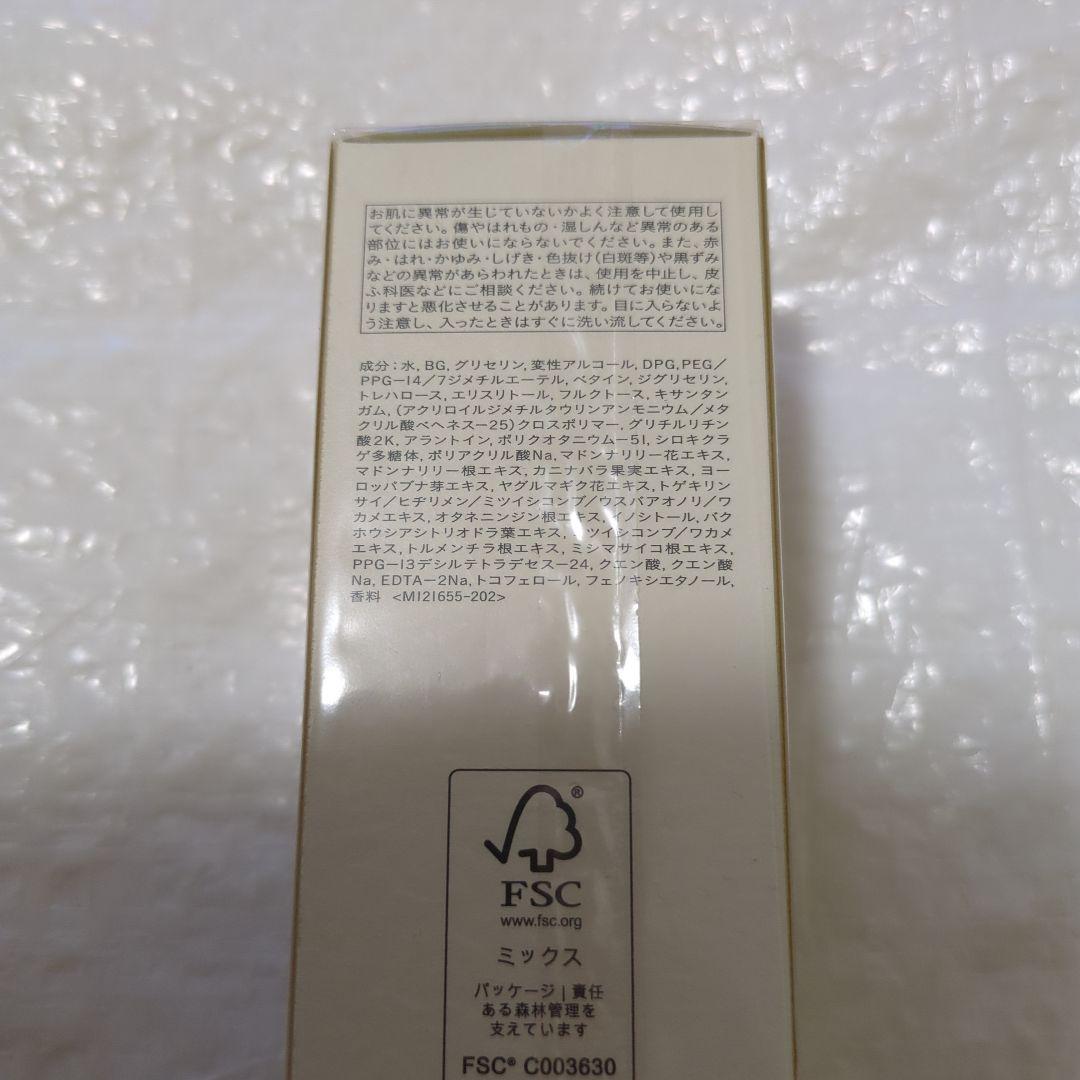 お肌に異常が生じていないかよく注意して使用し
てください。傷やはれもの・湿しんなど異常のある
部位にはお使いにならないでください。また、赤
み・はれ・かゆみ・しげき・色抜け(白斑等)や黒ずみ
などの異常があらわれたときは、使用を中止し、皮
ふ科医などにご相談ください。続けてお使いにな
りますと悪化させることがあります。目に入らないよ
う注意し、入ったときはすぐに洗い流してください。
成分:水, BG, グリセリン, 変性アルコール, DPG, PEG/
PPG-14/7ジメチルエーテル, ベタイン, ジグリセリン,
トレハロース, エリスリトール, フルクトース, キサンタン
ガム, (アクリロイルジメチルタウリンアンモニウム/メタ
クリル酸ベヘネス-25)クロスポリマー, グリチルリチン
酸2K, アラントイン, ポリクオタニウム-51, シロキクラ
ゲ多糖体, ポリアクリル酸Na, マドンナリリー花エキス,
マドンナリリー根エキス, カニナバラ果実エキス, ヨー
ロッパブナ芽エキス, ヤグルマギク花エキス, トゲキリン
サイ/ヒヂリメン/ミツイシコンブ/ウスバアオノリ/ワ
カメエキス, オタネニンジン根エキス, イノシトール, バク
ホウシアシトリオドラ葉エキス, ミツイシコンブ/ワカメ
エキス, トルメンチラ根エキス, ミシマサイコ根エキス,
PPG-13デシルテトラデセス-24, クエン酸, クエン酸
Na, EDTA-2Na, トコフェロール, フェノキシエタノール,
香料 <M121655-202>
®
FSC
www.fsc.org
ミックス
パッケージ|責任
ある森林管理を
支えています
FSC® C003630